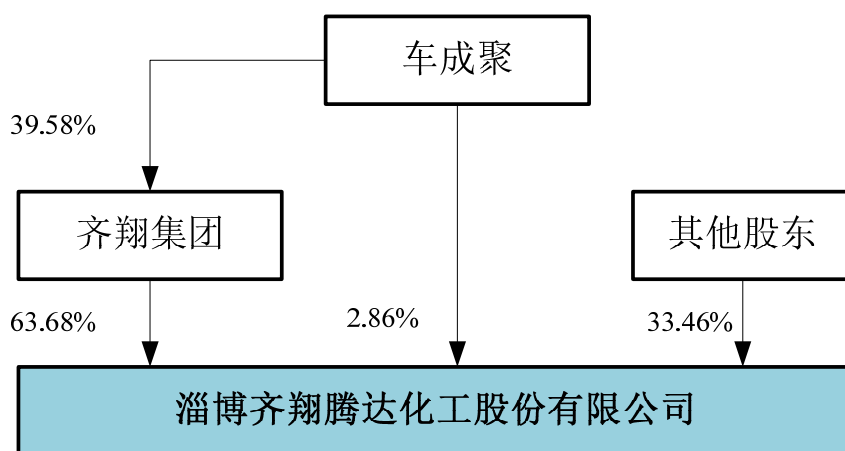 车成聚
39.58%
齐翔集团
其他股东
63.68%
2.86%
33.46%
淄博齐翔腾达化工股份有限公司